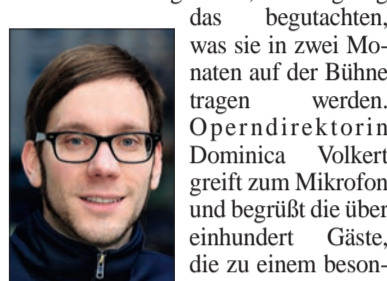 das begutachten,
was sie in zwei Mo-
naten auf der Bühne
tragen werden.
Operndirektorin
Dominica Volkert
greift zum Mikrofon
und begrüßt die über
einhundert Gäste,
die zu einem beson-